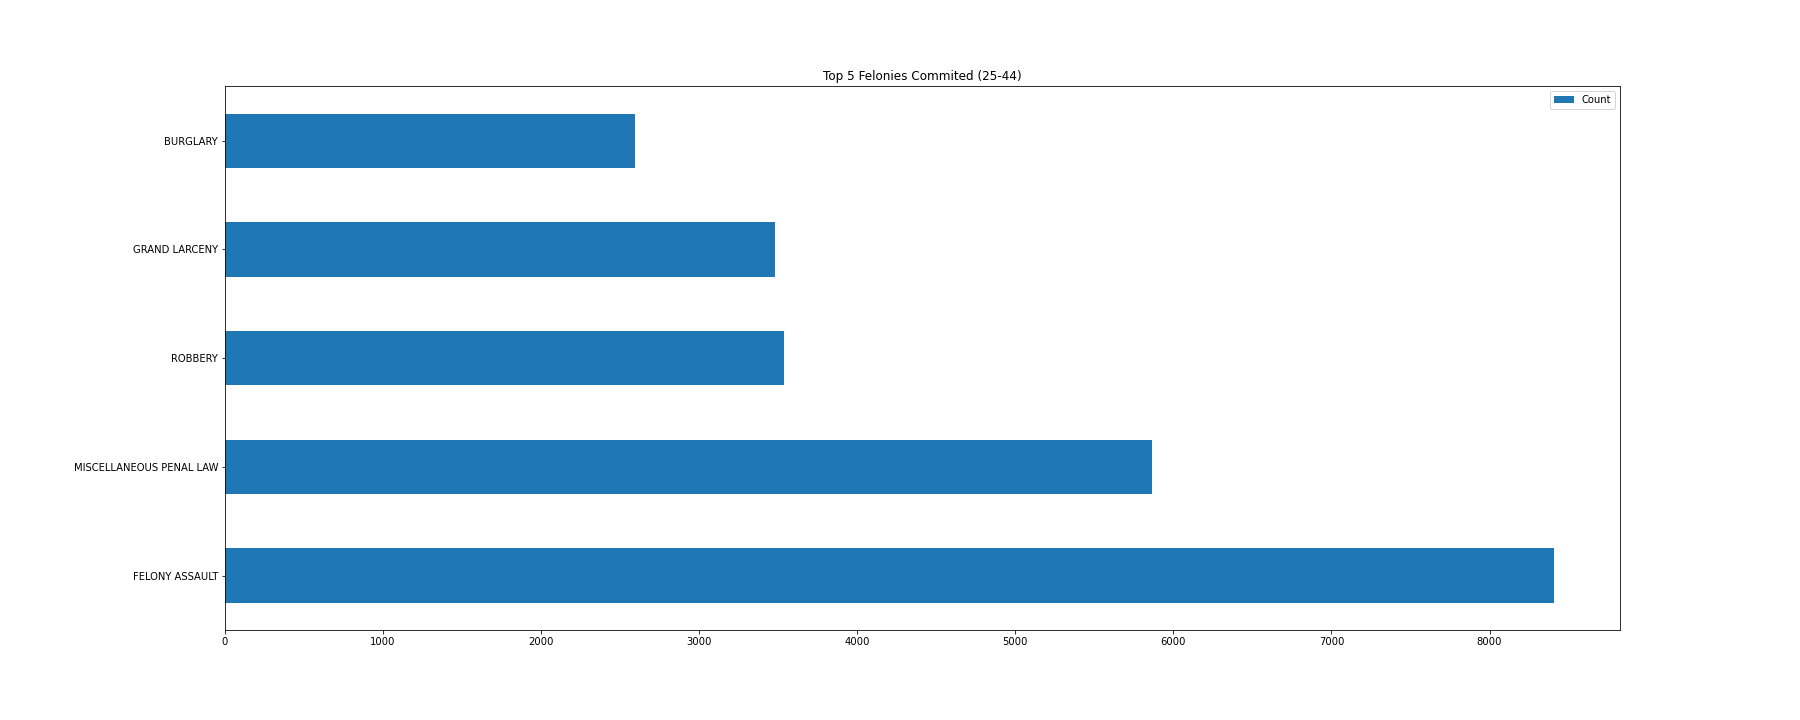 Top 5 Felonies Commited (25-44)
Count
BURGLARY
GRAND LARCENY
ROBBERY
MISCELLANEOUS PENAL LAW
FELONY ASSAULT
0 1000 2000 3000 4000 5000 6000 7000 8000